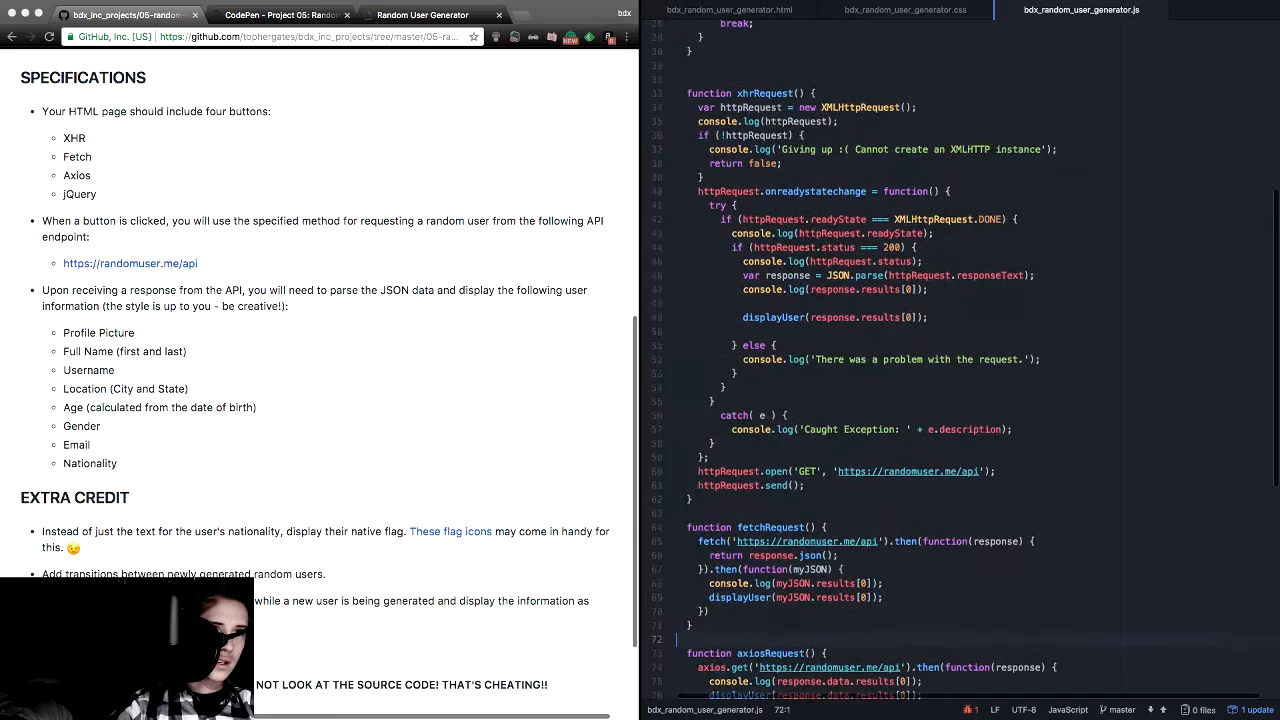 bdx_inc_projects/05-random-
CodePen - Project 05: Random
Random User Generator
bdx
GitHub, Inc. [US]
https://github.com/tophergates/bdx_inc_projects/tree/master/05-ra...
SPECIFICATIONS
• Your HTML page should include four buttons:
XHR
Fetch
Axios
jQuery
• When a button is clicked, you will use the specified method for requesting a random user from the following API
endpoint:
https://randomuser.me/api
• Upon receiving a response from the API, you will need to parse the JSON data and display the following user
information (the style is up to you - be creative!):
Profile Picture
Full Name (first and last)
Username
Location (City and State)
Age (calculated from the date of birth)
Gender
Email
Nationality
EXTRA CREDIT
• Instead of just the text for the user's nationality, display their native flag. These flag icons may come in handy for
this. 😉
Add transitions between newly generated random users.
while a new user is being generated and display the information as
NOT LOOK AT THE SOURCE CODE! THAT'S CHEATING!!
bdx_random_user_generator.html
bdx_random_user_generator.css
bdx_random_user_generator.js
break;
}
}
function xhrRequest() {
var httpRequest = new XMLHttpRequest();
console.log(httpRequest);
if (!httpRequest) {
console.log('Giving up :( Cannot create an XMLHTTP instance');
return false;
}
httpRequest.onreadystatechange = function() {
try {
if (httpRequest.readyState === XMLHttpRequest.DONE) {
console.log(httpRequest.readyState);
if (httpRequest.status === 200) {
console.log(httpRequest.status);
var response = JSON.parse(httpRequest.responseText);
console.log(response.results[0]);
displayUser(response.results[0]);
} else {
console.log('There was a problem with the request.');
}
}
}
catch( e ) {
console.log('Caught Exception: ' + e.description);
}
};
httpRequest.open('GET', 'https://randomuser.me/api');
httpRequest.send();
}
function fetchRequest() {
fetch('https://randomuser.me/api').then(function(response) {
return response.json();
}).then(function(myJSON) {
console.log(myJSON.results[0]);
displayUser(myJSON.results[0]);
})
}
72
function axiosRequest() {
axios.get('https://randomuser.me/api').then(function(response) {
console.log(response.data.results[0]);
displayUser(response.data.results[0]);
bdx_random_user_generator.js 72:1
1 LF UTF-8 JavaScript master 0 files 1 update